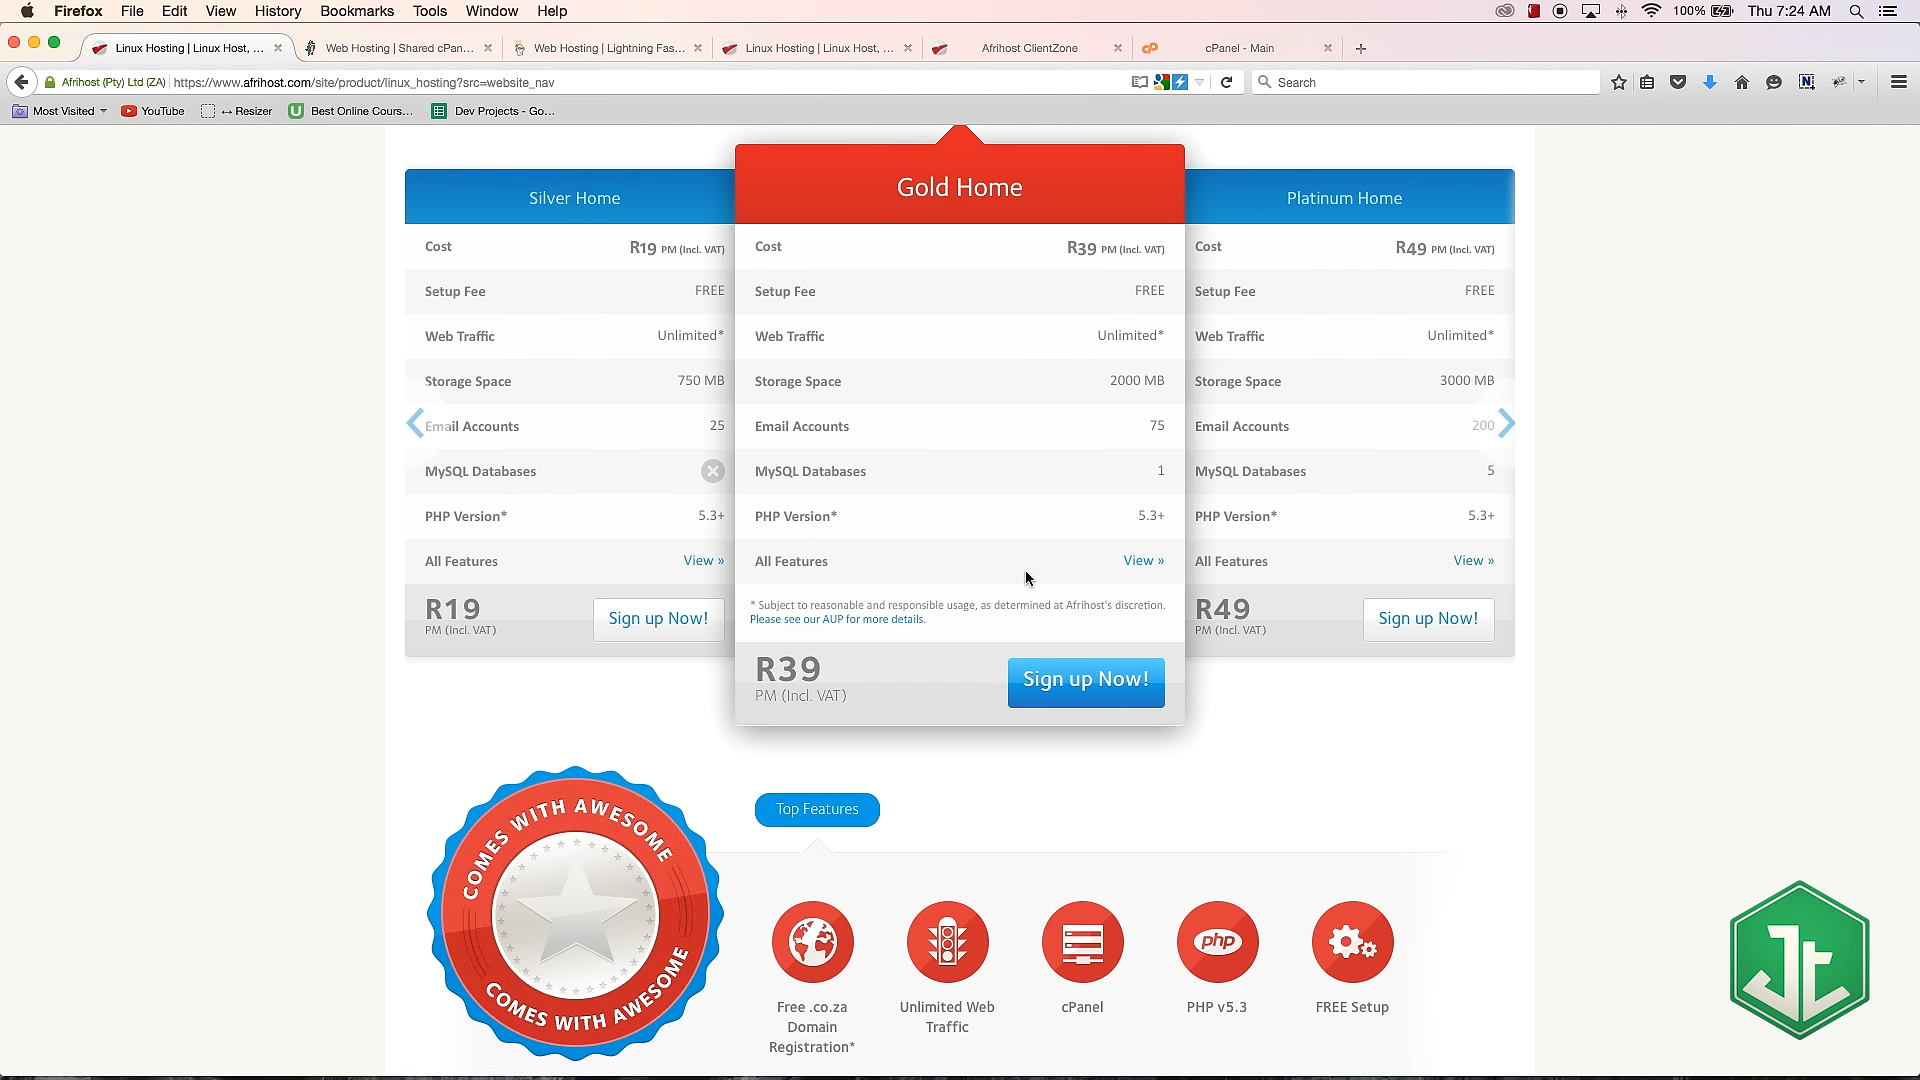 Firefox File Edit View History Bookmarks Tools Window Help 100% Thu 7:24 AM
Linux Hosting | Linux Host, ... Web Hosting | Shared cPan... Web Hosting | Lightning Fas... Linux Hosting | Linux Host, ... Afrihost ClientZone cPanel - Main
Afrihost (Pty) Ltd (ZA) https://www.afrihost.com/site/product/linux_hosting?src=website_nav Search
Most Visited YouTube Resizer Best Online Cours... Dev Projects - Go...
Silver Home
Cost R19 PM (Incl. VAT)
Setup Fee FREE
Web Traffic Unlimited*
Storage Space 750 MB
Email Accounts 25
MySQL Databases
PHP Version* 5.3+
All Features View »
R19
PM (Incl. VAT)
Sign up Now!
Gold Home
Cost R39 PM (Incl. VAT)
Setup Fee FREE
Web Traffic Unlimited*
Storage Space 2000 MB
Email Accounts 75
MySQL Databases 1
PHP Version* 5.3+
All Features View »
* Subject to reasonable and responsible usage, as determined at Afrihost's discretion.
Please see our AUP for more details.
R39
PM (Incl. VAT)
Sign up Now!
Platinum Home
Cost R49 PM (Incl. VAT)
Setup Fee FREE
Web Traffic Unlimited*
Storage Space 3000 MB
Email Accounts 200
MySQL Databases 5
PHP Version* 5.3+
All Features View »
R49
PM (Incl. VAT)
Sign up Now!
COMES WITH AWESOME
COMES WITH AWESOME
Top Features
php
Free .co.za
Domain
Registration*
Unlimited Web
Traffic
cPanel
PHP v5.3
FREE Setup